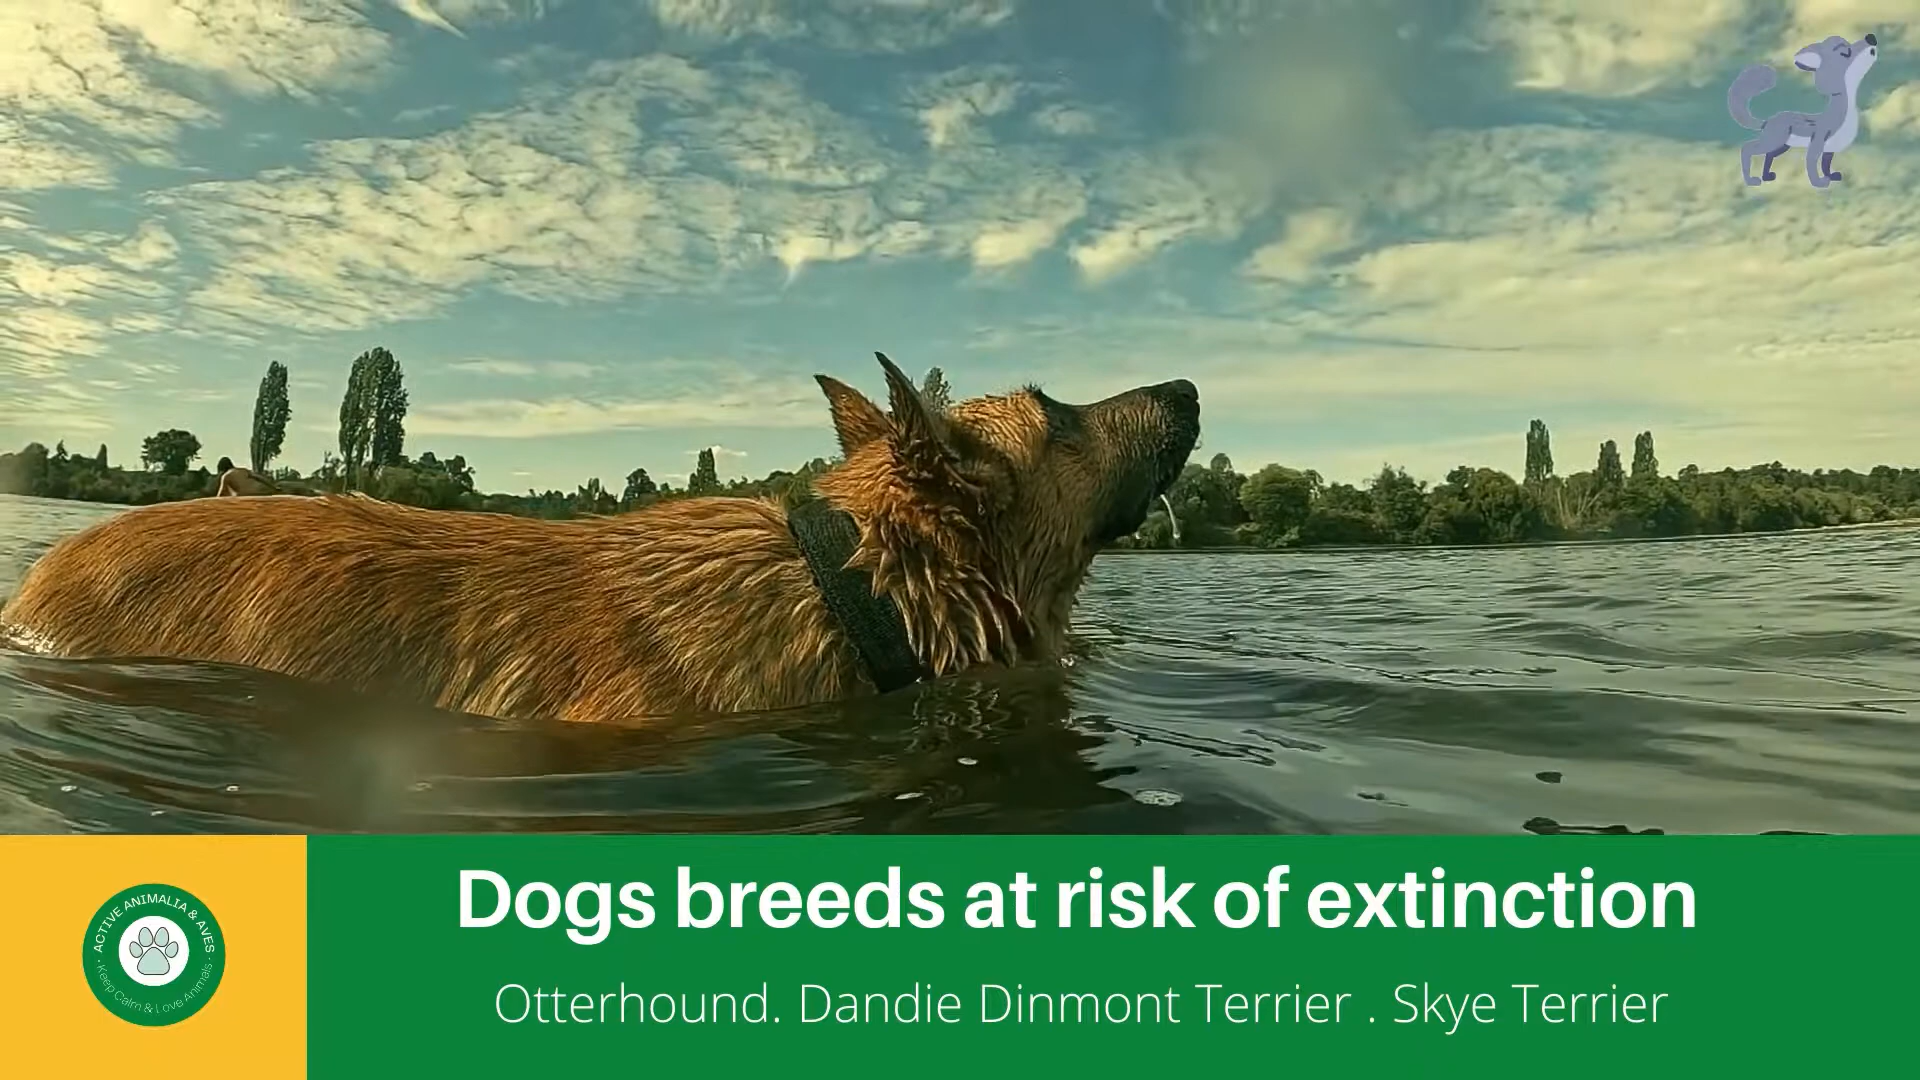 Dogs breeds at risk of extinction
Otterhound. Dandie Dinmont Terrier . Skye Terrier
ACTIVE ANIMALIA & AVES
· Keep Calm & Love Animals ·